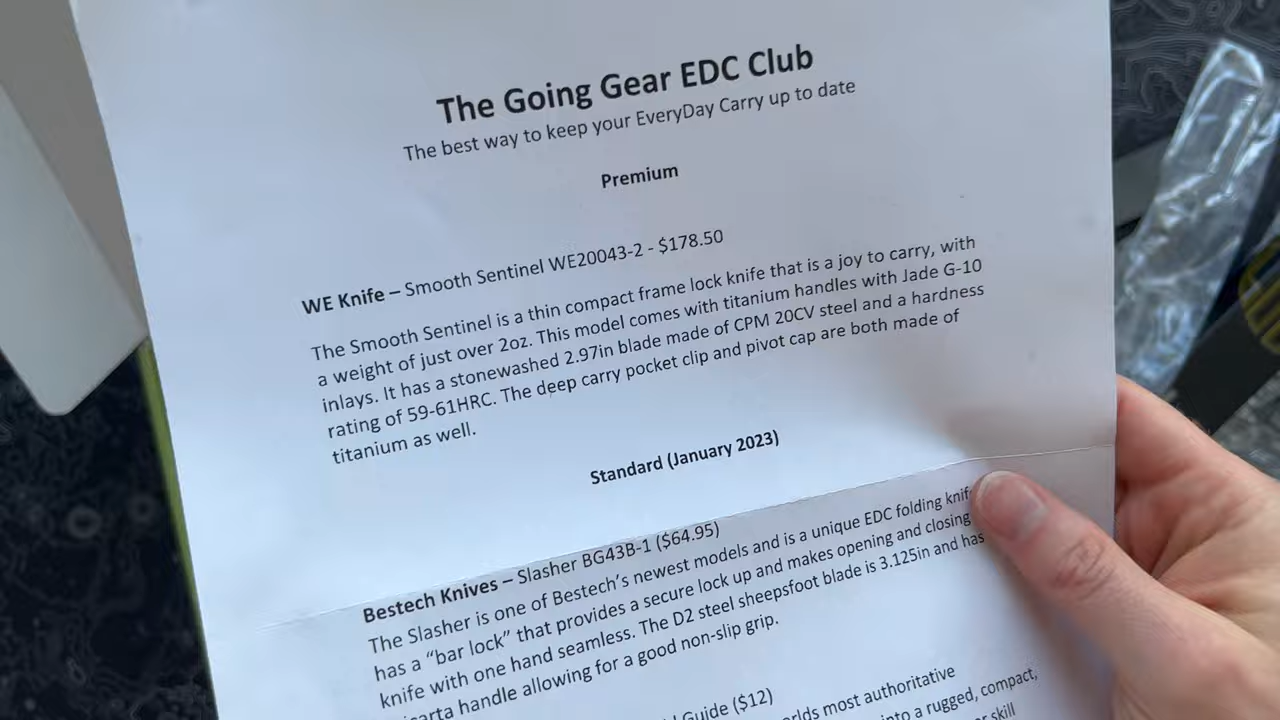 The Going Gear EDC Club
The best way to keep your EveryDay Carry up to date
Premium
WE Knife – Smooth Sentinel WE20043-2 - $178.50
The Smooth Sentinel is a thin compact frame lock knife that is a joy to carry, with
a weight of just over 2oz. This model comes with titanium handles with Jade G-10
inlays. It has a stonewashed 2.97in blade made of CPM 20CV steel and a hardness
rating of 59-61HRC. The deep carry pocket clip and pivot cap are both made of
titanium as well.
Standard (January 2023)
Bestech Knives – Slasher BG43B-1 ($64.95)
The Slasher is one of Bestech's newest models and is a unique EDC folding
has a “bar lock” that provides a secure lock up and makes opening and closing
knife with one hand seamless. The D2 steel sheepsfoot blade is 3.125in and has
handle allowing for a good non-slip grip.
Guide ($12)
most authoritative
a rugged, compact,
skill